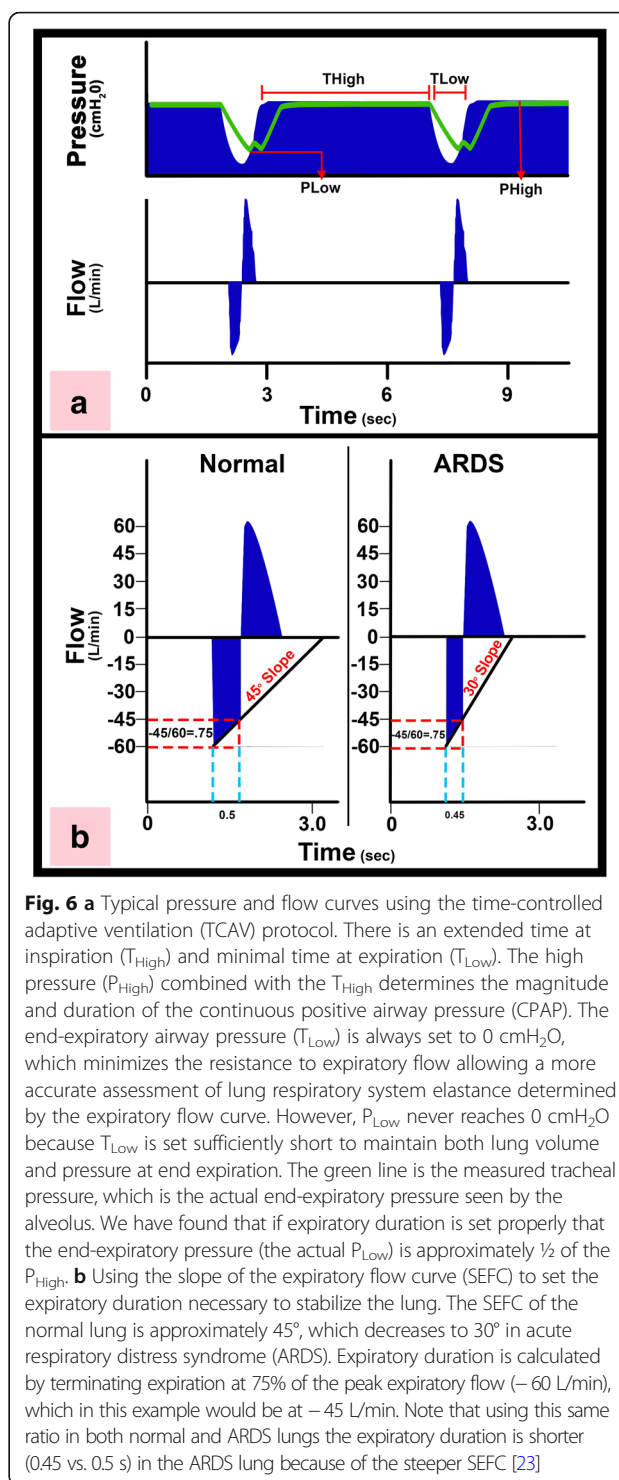 THigh TLow
Pressure
(cmH₂0)
PLow PHigh
Flow
(L/min)
a
0 3 6 9
Time (sec)
Normal ARDS
60 60
45 45
30 30
15 15
0 0
-15 -15
-30 -30
-45 -45
-60 -60
Flow
(L/min)
45° Slope 30° Slope
-45/60=.75 -45/60=.75
b
0 0.5 3.0 0 0.45 3.0
Time (sec)
Fig. 6 a Typical pressure and flow curves using the time-controlled
adaptive ventilation (TCAV) protocol. There is an extended time at
inspiration (T_High) and minimal time at expiration (T_Low). The high
pressure (P_High) combined with the T_High determines the magnitude
and duration of the continuous positive airway pressure (CPAP). The
end-expiratory airway pressure (T_Low) is always set to 0 cmH₂O,
which minimizes the resistance to expiratory flow allowing a more
accurate assessment of lung respiratory system elastance determined
by the expiratory flow curve. However, P_Low never reaches 0 cmH₂O
because T_Low is set sufficiently short to maintain both lung volume
and pressure at end expiration. The green line is the measured tracheal
pressure, which is the actual end-expiratory pressure seen by the
alveolus. We have found that if expiratory duration is set properly that
the end-expiratory pressure (the actual P_Low) is approximately ½ of the
P_High. b Using the slope of the expiratory flow curve (SEFC) to set the
expiratory duration necessary to stabilize the lung. The SEFC of the
normal lung is approximately 45°, which decreases to 30° in acute
respiratory distress syndrome (ARDS). Expiratory duration is calculated
by terminating expiration at 75% of the peak expiratory flow (− 60 L/min),
which in this example would be at − 45 L/min. Note that using this same
ratio in both normal and ARDS lungs the expiratory duration is shorter
(0.45 vs. 0.5 s) in the ARDS lung because of the steeper SEFC [23]